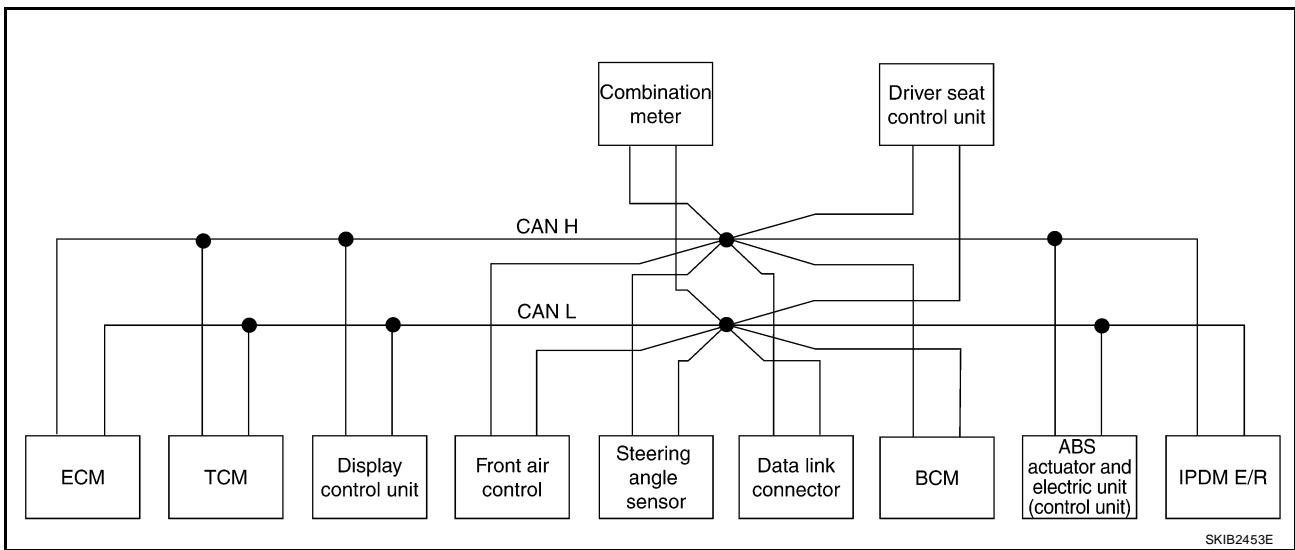 Combination
meter
Driver seat
control unit
CAN H
CAN L
ECM
TCM
Display
control unit
Front air
control
Steering
angle
sensor
Data link
connector
BCM
ABS
actuator and
electric unit
(control unit)
IPDM E/R
SKIB2453E